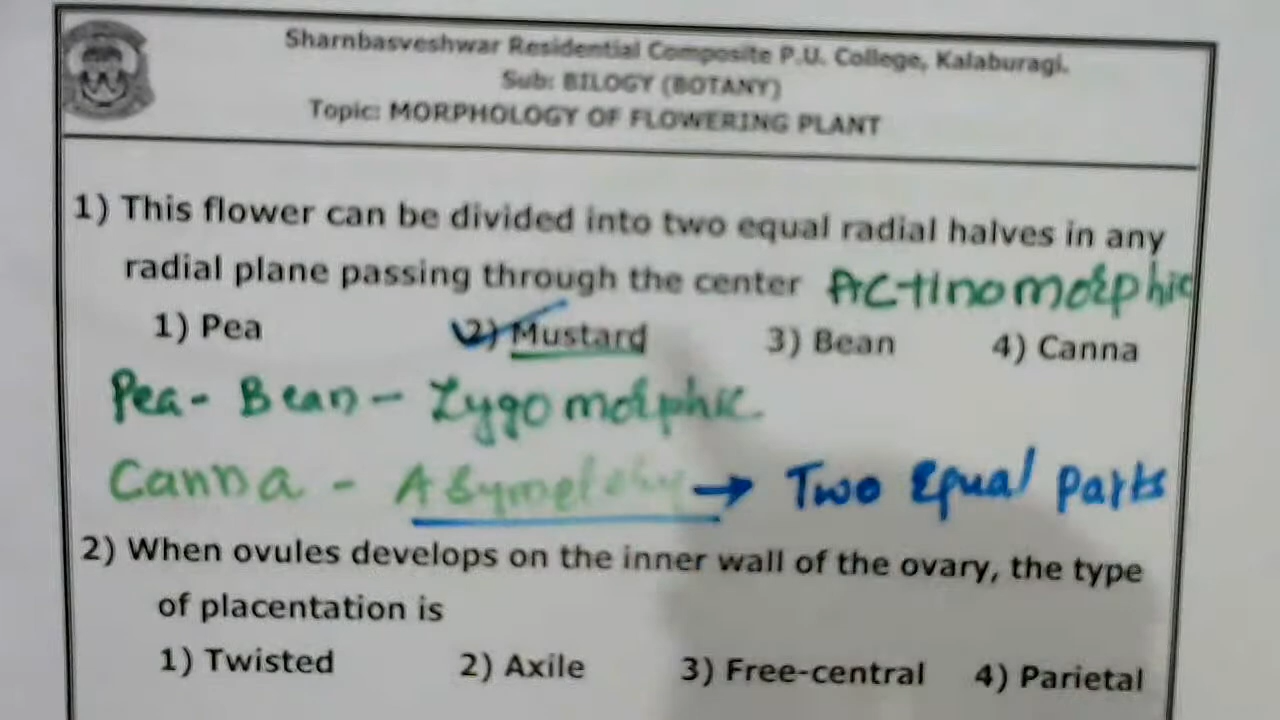 Sharnbasveshwar Residential Composite P.U. College, Kalaburagi.
Sub: BILOGY (BOTANY)
Topic: MORPHOLOGY OF FLOWERING PLANT
1) This flower can be divided into two equal radial halves in any
radial plane passing through the center Actinomorphic
1) Pea 2) Mustard 3) Bean 4) Canna
Pea - Bean - Zygomorphic
Canna - Asymetry → Two Equal Parts
2) When ovules develops on the inner wall of the ovary, the type
of placentation is
1) Twisted 2) Axile 3) Free-central 4) Parietal